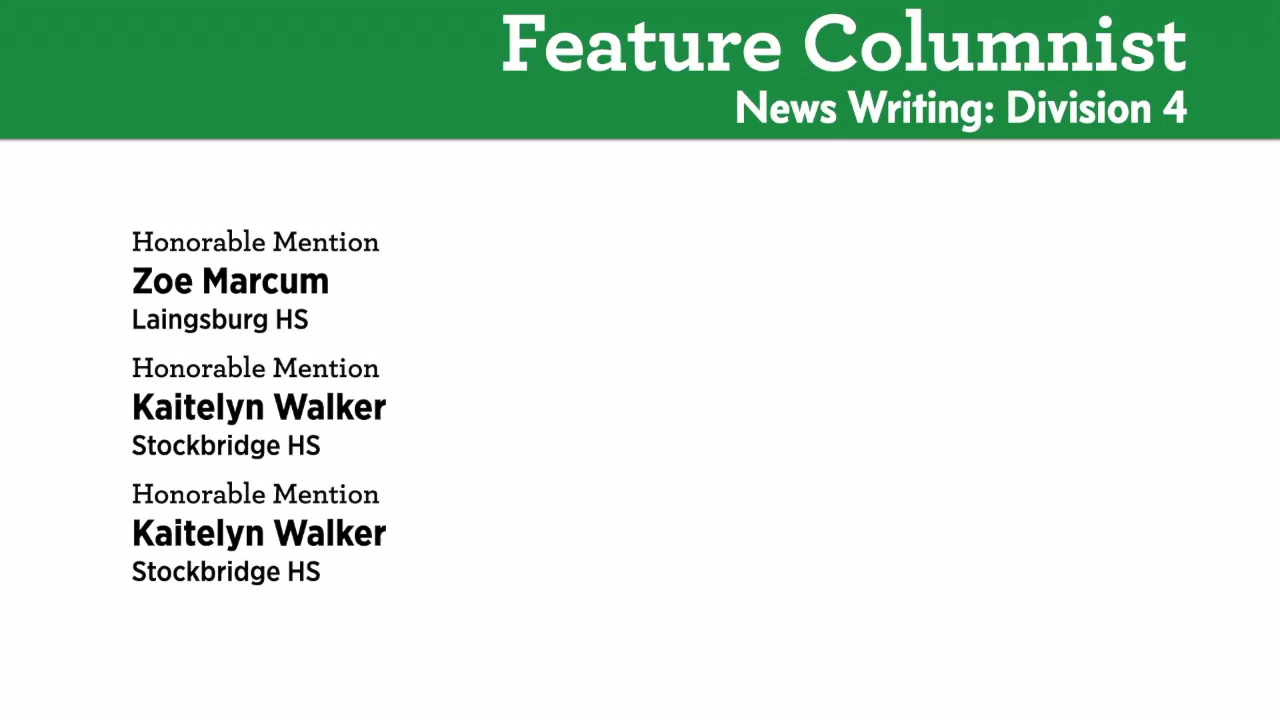 Feature Columnist
News Writing: Division 4
Honorable Mention
Zoe Marcum
Laingsburg HS
Honorable Mention
Kaitelyn Walker
Stockbridge HS
Honorable Mention
Kaitelyn Walker
Stockbridge HS